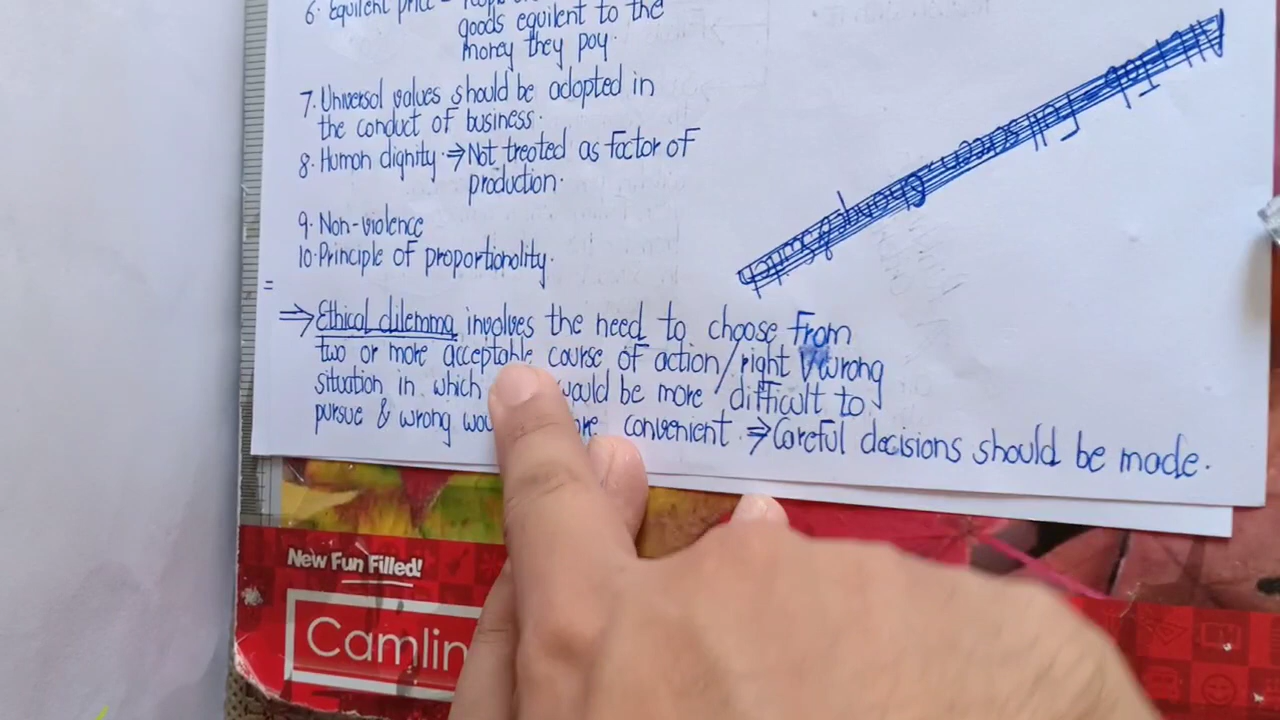 6. Equilent price -
goods equilent to the
money they pay.
7. Universal values should be adopted in
the conduct of business.
8. Human dignity. ⇒ Not treated as factor of
production.
9. Non-violence
10. Principle of proportionality.
=
⇒ Ethical dilemma involves the need to choose from
two or more acceptable course of action/right V wrong
situation in which would be more difficult to
pursue & wrong more convenient ⇒ Careful decisions should be made.
New Fun Filled!
Camlin